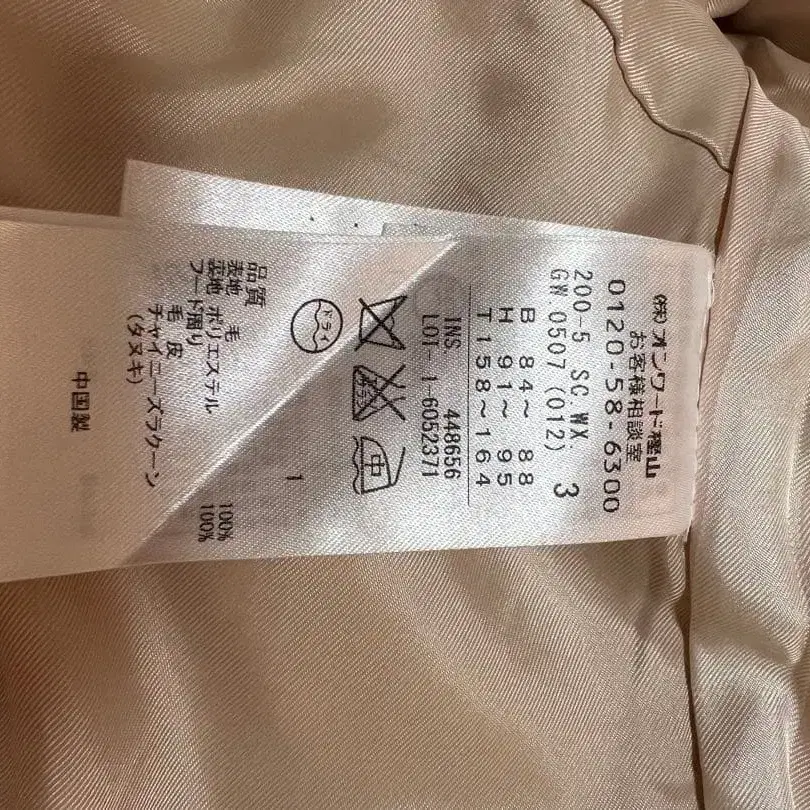 (株)オンワード樫山
お客様相談室
0120-58-6300
200-5 SC.WX. 3
GW 0507 (012)
B 84〜 88
H 91〜 95
T158〜164
INS. 448656
LOT- 1-6052371
中
ドライ
1
品質
表地 毛 100%
裏地 ポリエステル 100%
フード周り
毛皮
チャイニーズラクーン
(タヌキ)
中国製